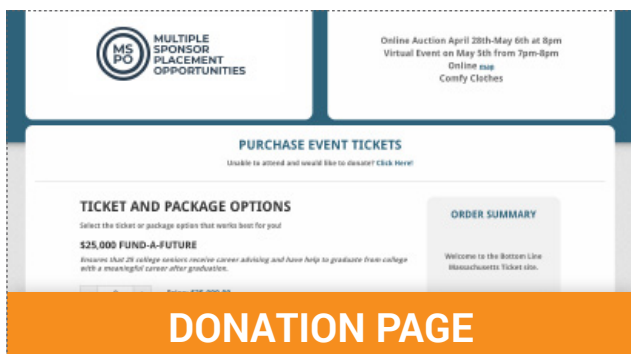 MS
PO
MULTIPLE
SPONSOR
PLACEMENT
OPPORTUNITIES
Online Auction April 28th-May 6th at 8pm
Virtual Event on May 5th from 7pm-8pm
Online map
Comfy Clothes
PURCHASE EVENT TICKETS
Unable to attend and would like to donate? Click Here!
TICKET AND PACKAGE OPTIONS
Select the ticket or package option that works best for you!
$25,000 FUND-A-FUTURE
Ensures that 25 college seniors receive career advising and have help to graduate from college
with a meaningful career after graduation.
ORDER SUMMARY
Welcome to the Bottom Line
Massachusetts Ticket site.
DONATION PAGE